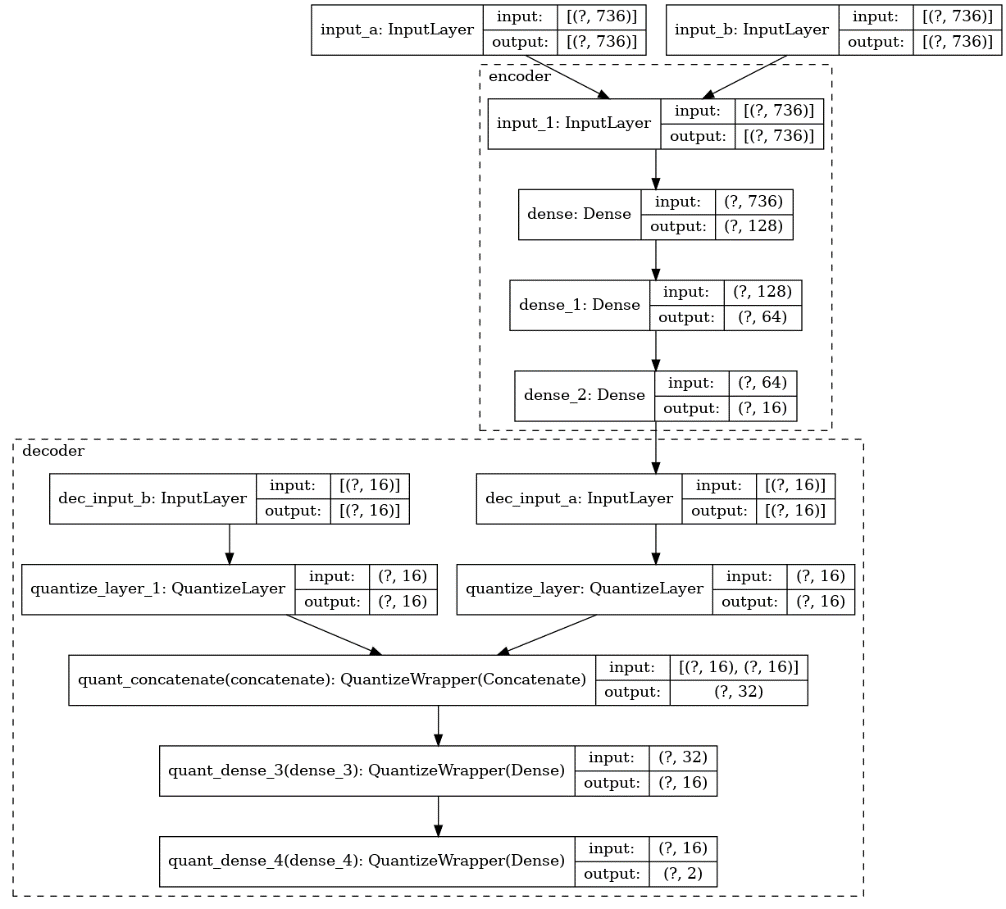 input_a: InputLayer
input: [(?, 736)]
output: [(?, 736)]
input_b: InputLayer
input: [(?, 736)]
output: [(?, 736)]
encoder
input_1: InputLayer
input: [(?, 736)]
output: [(?, 736)]
dense: Dense
input: (?, 736)
output: (?, 128)
dense_1: Dense
input: (?, 128)
output: (?, 64)
dense_2: Dense
input: (?, 64)
output: (?, 16)
decoder
dec_input_b: InputLayer
input: [(?, 16)]
output: [(?, 16)]
dec_input_a: InputLayer
input: [(?, 16)]
output: [(?, 16)]
quantize_layer_1: QuantizeLayer
input: (?, 16)
output: (?, 16)
quantize_layer: QuantizeLayer
input: (?, 16)
output: (?, 16)
quant_concatenate(concatenate): QuantizeWrapper(Concatenate)
input: [(?, 16), (?, 16)]
output: (?, 32)
quant_dense_3(dense_3): QuantizeWrapper(Dense)
input: (?, 32)
output: (?, 16)
quant_dense_4(dense_4): QuantizeWrapper(Dense)
input: (?, 16)
output: (?, 2)